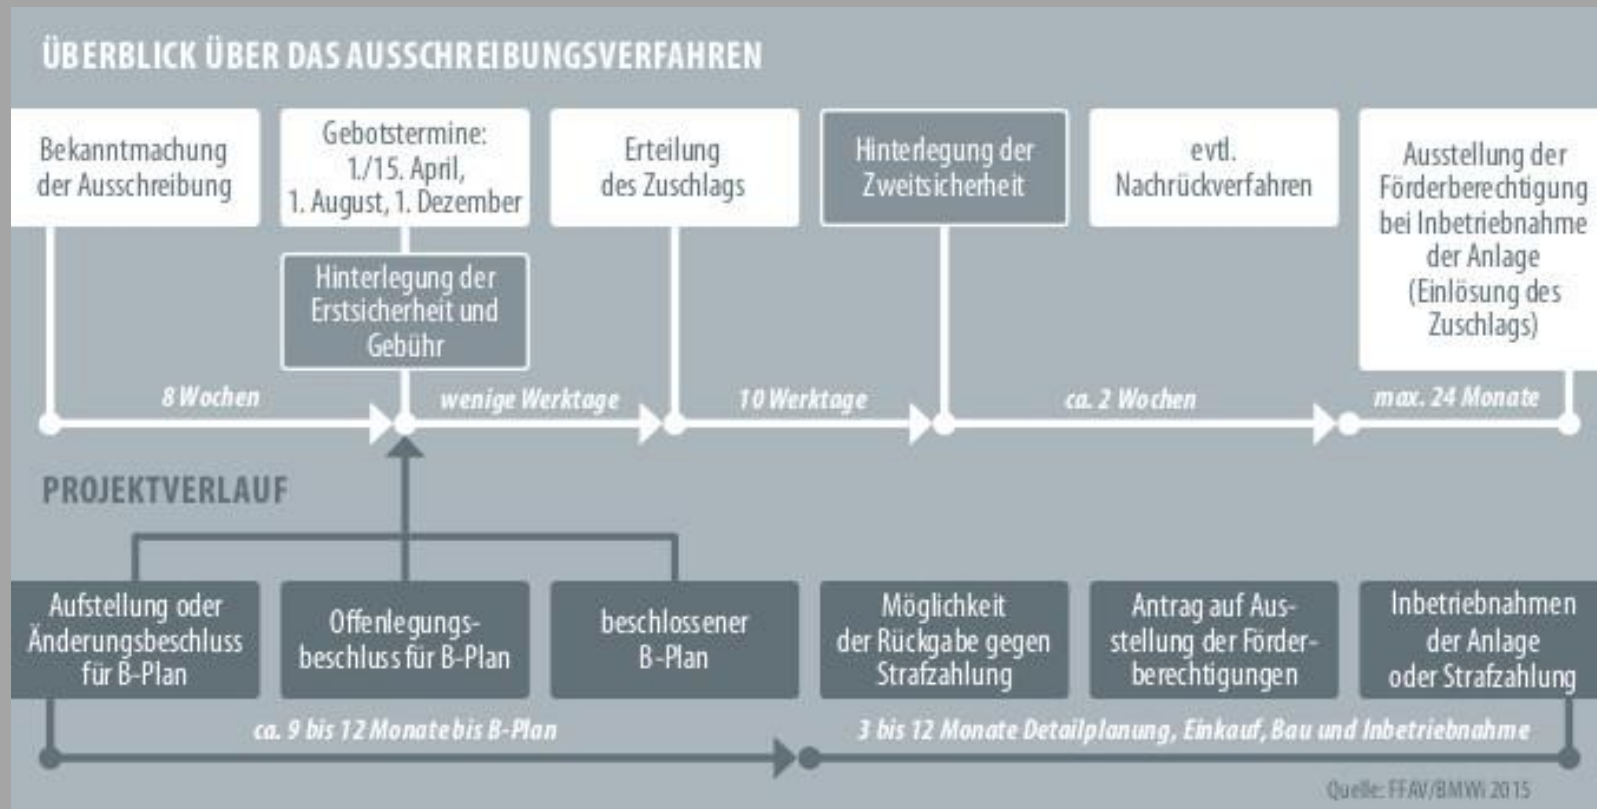 ÜBERBLICK ÜBER DAS AUSSCHREIBUNGSVERFAHREN
Bekanntmachung
der Ausschreibung
Gebotstermine:
1./15. April,
1. August, 1. Dezember
Erteilung
des Zuschlags
Hinterlegung der
Zweitsicherheit
evtl.
Nachrückverfahren
Ausstellung der
Förderberechtigung
bei Inbetriebnahme
der Anlage
(Einlösung des
Zuschlags)
Hinterlegung der
Erstsicherheit und
Gebühr
8 Wochen
wenige Werktage
10 Werktage
ca. 2 Wochen
max. 24 Monate
PROJEKTVERLAUF
Aufstellung oder
Änderungsbeschluss
für B-Plan
Offenlegungs-
beschluss für B-Plan
beschlossener
B-Plan
Möglichkeit
der Rückgabe gegen
Strafzahlung
Antrag auf Aus-
stellung der Förder-
berechtigungen
Inbetriebnahmen
der Anlage
oder Strafzahlung
ca. 9 bis 12 Monate bis B-Plan
3 bis 12 Monate Detailplanung, Einkauf, Bau und Inbetriebnahme
Quelle: FFAV/BMWi 2015